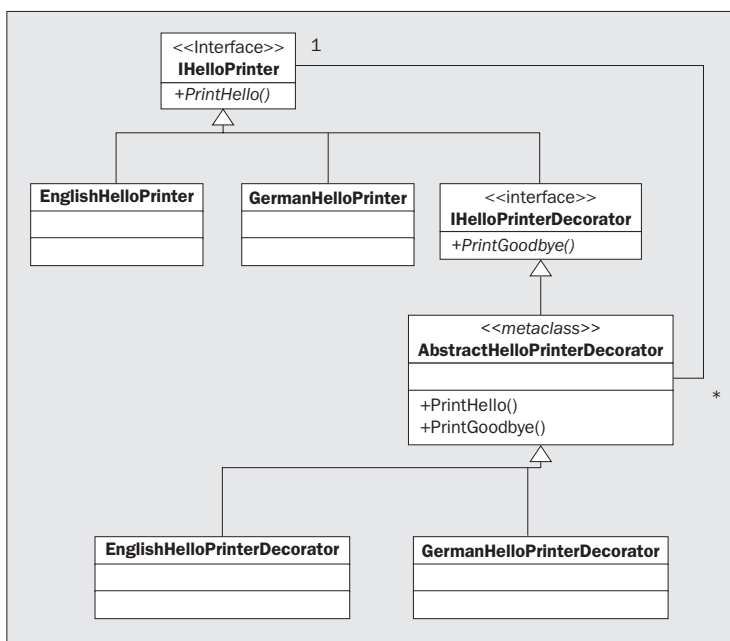 <<Interface>>
1
IHelloPrinter
+PrintHello()
EnglishHelloPrinter
GermanHelloPrinter
<<interface>>
IHelloPrinterDecorator
+PrintGoodbye()
<<metaclass>>
AbstractHelloPrinterDecorator
*
+PrintHello()
+PrintGoodbye()
EnglishHelloPrinterDecorator
GermanHelloPrinterDecorator